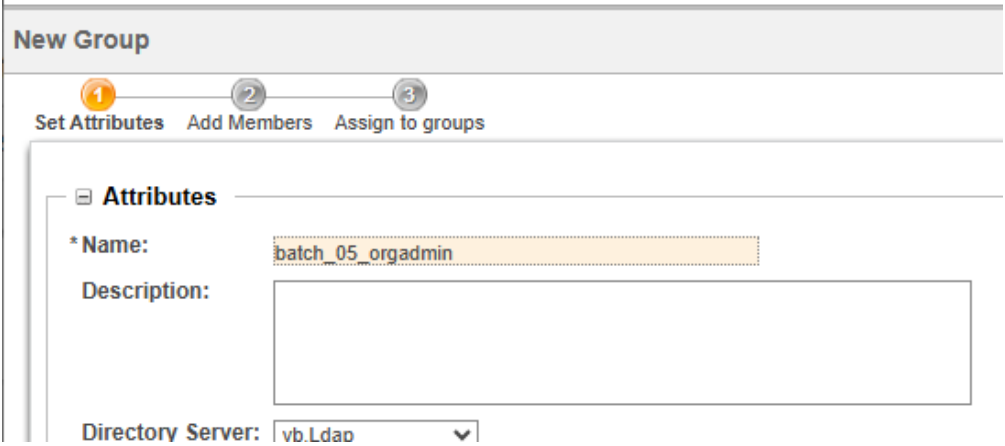 New Group
1 2 3
Set Attributes Add Members Assign to groups
Attributes
* Name: batch_05_orgadmin
Description:
Directory Server: vb.Ldap